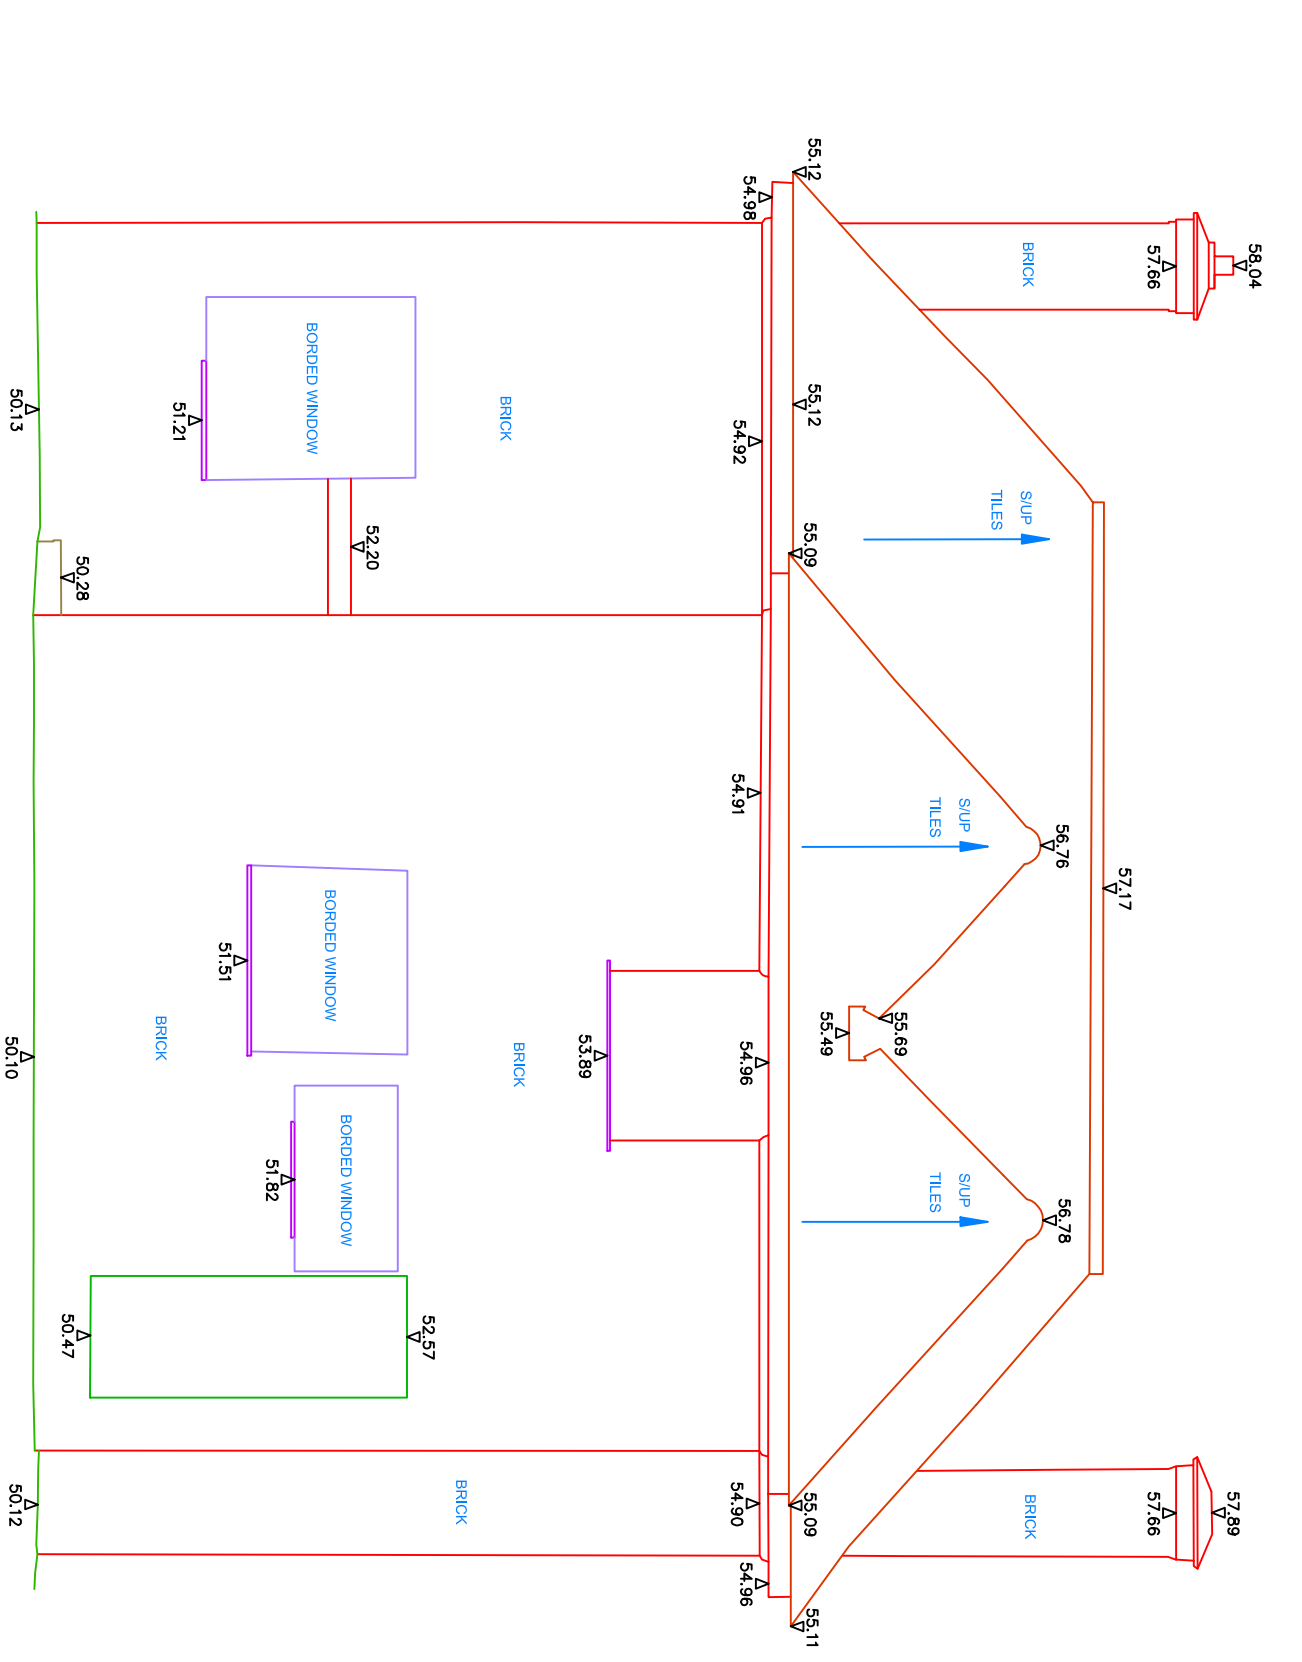 58.04
57.89
57.66
57.66
BRICK
BRICK
57.17
56.76
56.78
S/UP
TILES
S/UP
TILES
S/UP
TILES
55.69
55.49
55.12
55.12
55.09
55.09
55.11
54.98
54.92
54.91
54.96
54.90
54.96
53.89
BRICK
BRICK
BRICK
52.20
52.57
BORDED WINDOW
BORDED WINDOW
BORDED WINDOW
51.21
51.51
51.82
BRICK
50.28
50.47
50.13
50.10
50.12